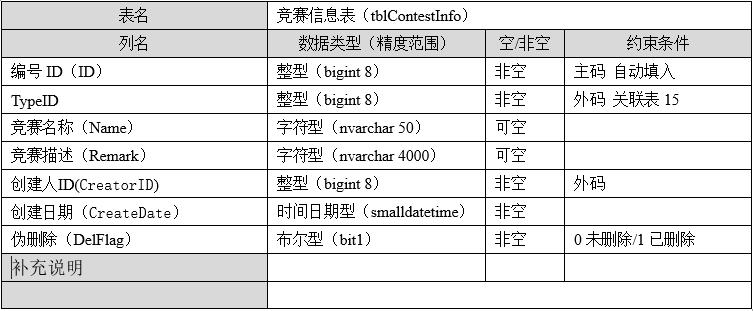 表名 竞赛信息表（tblContestInfo）
列名 数据类型（精度范围） 空/非空 约束条件
编号 ID（ID） 整型（bigint 8） 非空 主码 自动填入
TypeID 整型（bigint 8） 非空 外码 关联表 15
竞赛名称（Name） 字符型（nvarchar 50） 可空
竞赛描述（Remark） 字符型（nvarchar 4000） 可空
创建人ID(CreatorID) 整型（bigint 8） 非空 外码
创建日期（CreateDate） 时间日期型（smalldatetime） 非空
伪删除（DelFlag） 布尔型（bit1） 非空 0 未删除/1 已删除
补充说明